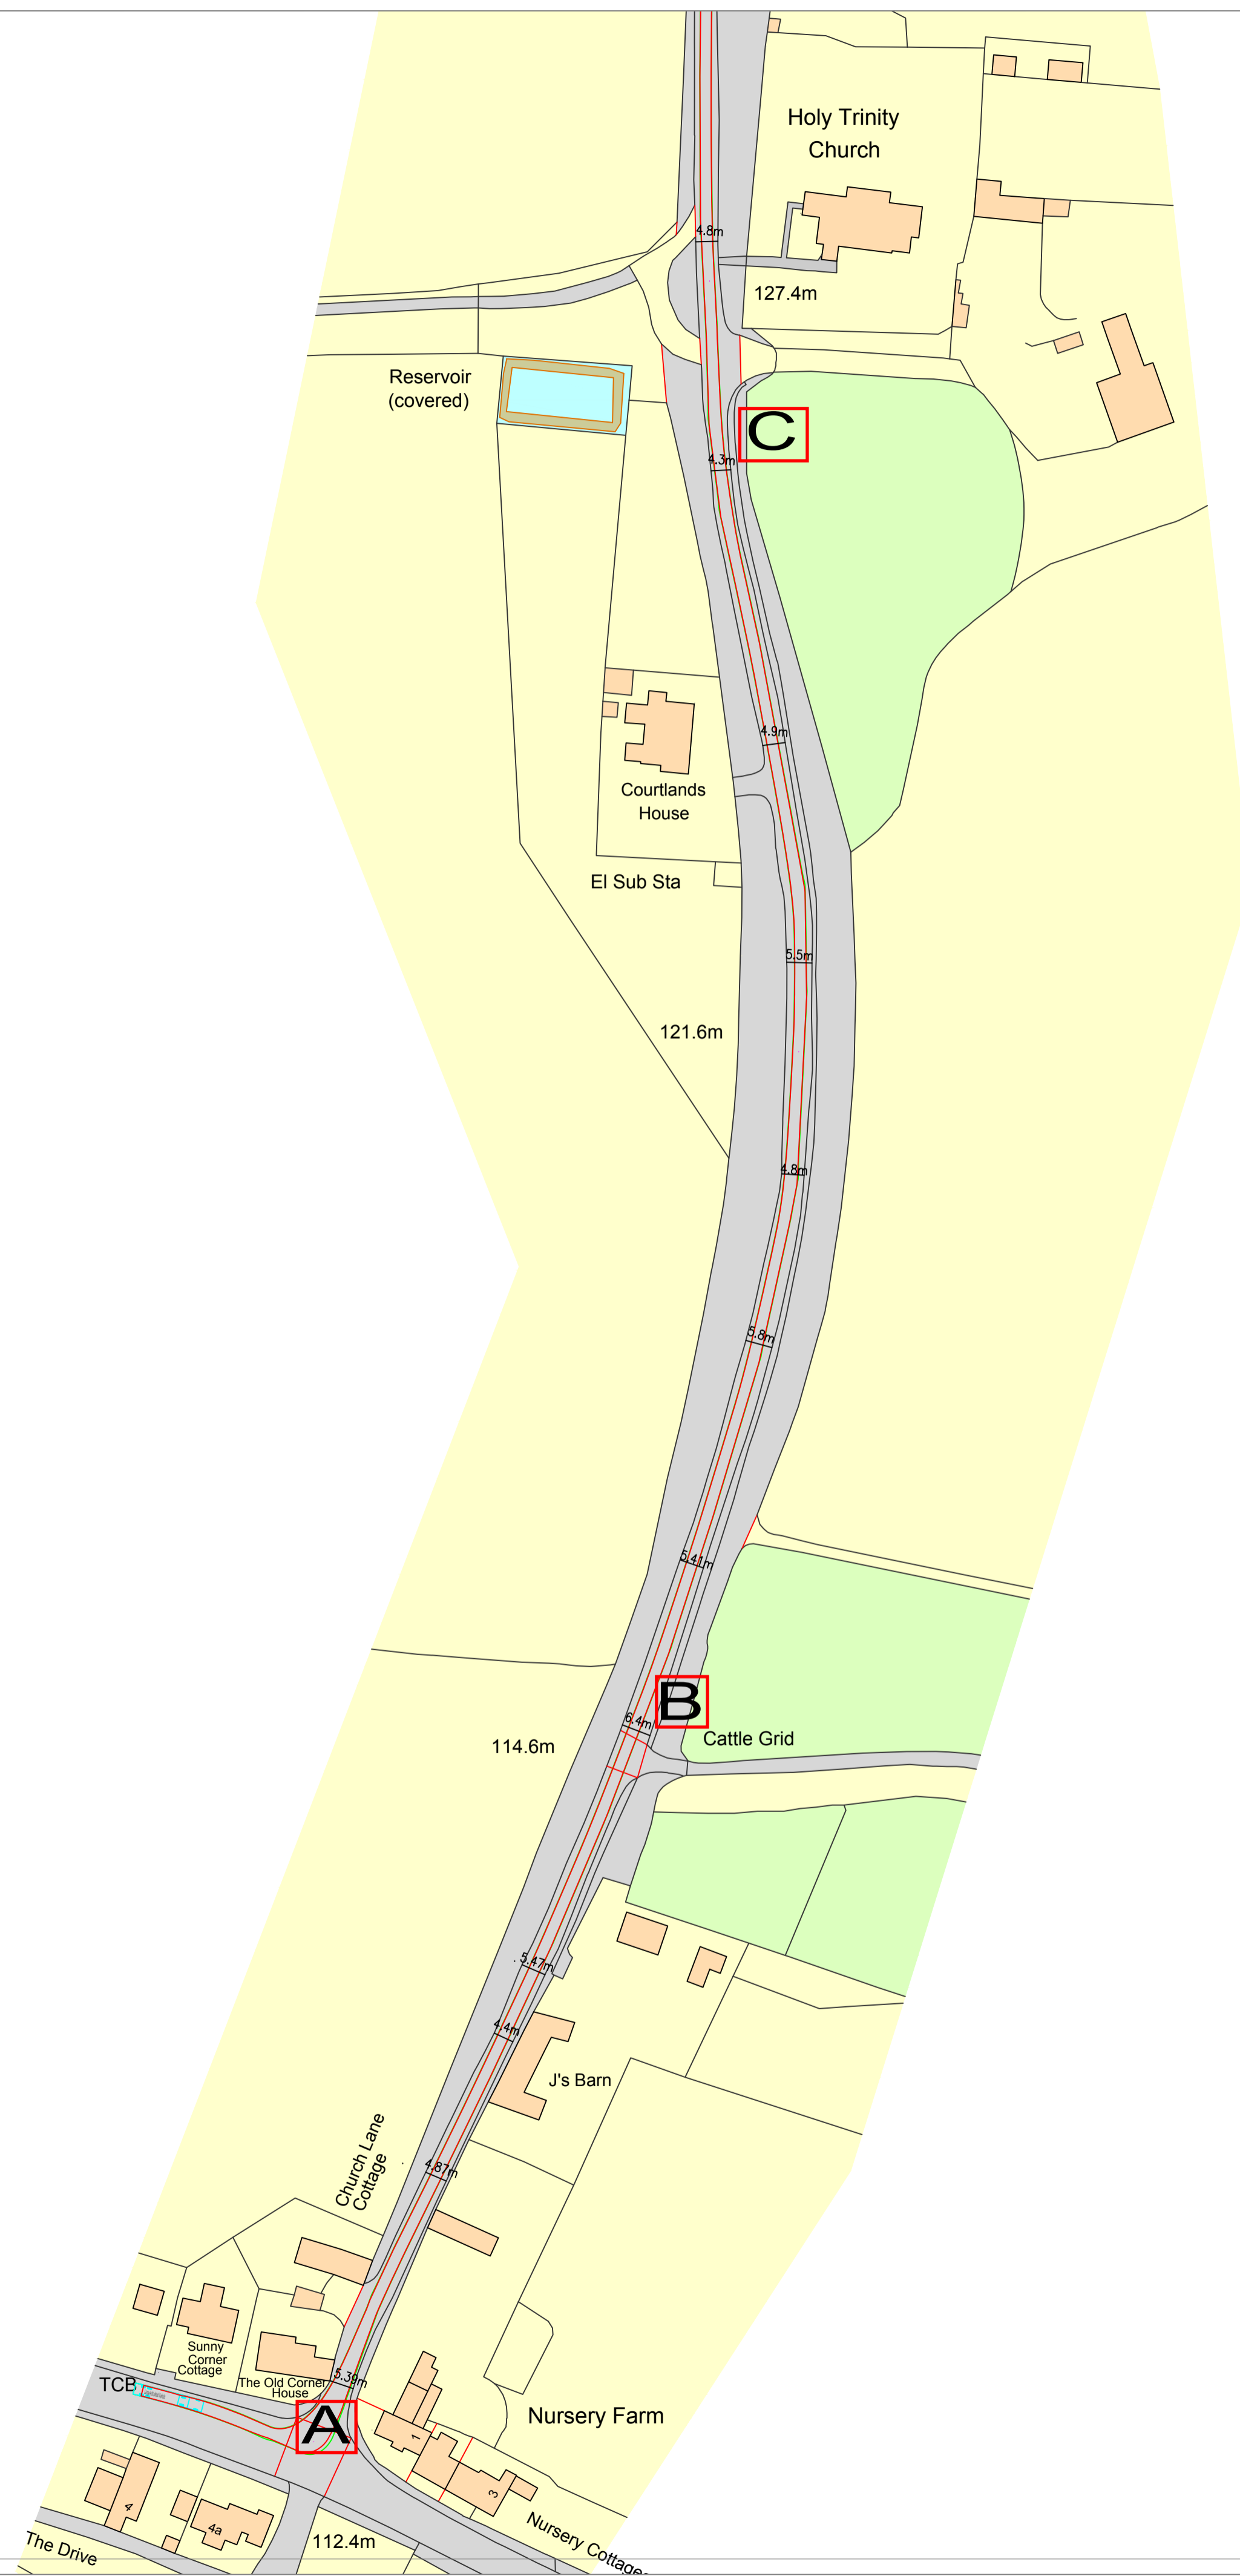 Holy Trinity
Church
4.8m
127.4m
Reservoir
(covered)
C
4.3m
4.9m
Courtlands
House
El Sub Sta
5.5m
121.6m
4.8m
5.8m
5.41m
B
6.4m
Cattle Grid
114.6m
5.47m
4.4m
J's Barn
Church Lane
Cottage
4.87m
Sunny
Corner
Cottage
TCB
The Old Corner
House
5.39m
A
Nursery Farm
1
3
4
4a
Nursery Cottages
112.4m
The Drive